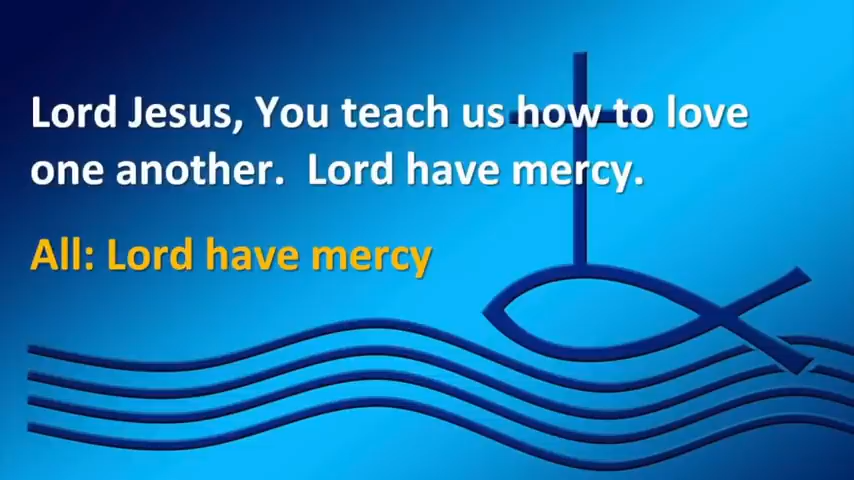 Lord Jesus, You teach us how to love
one another.  Lord have mercy.
All: Lord have mercy